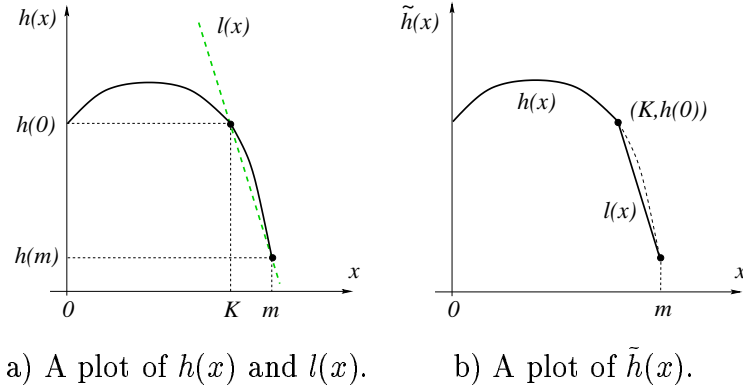 h(x)
l(x)
h(0)
h(m)
x
0
K
m
a) A plot of h(x) and l(x).
h̃(x)
h(x)
(K,h(0))
l(x)
x
0
m
b) A plot of h̃(x).